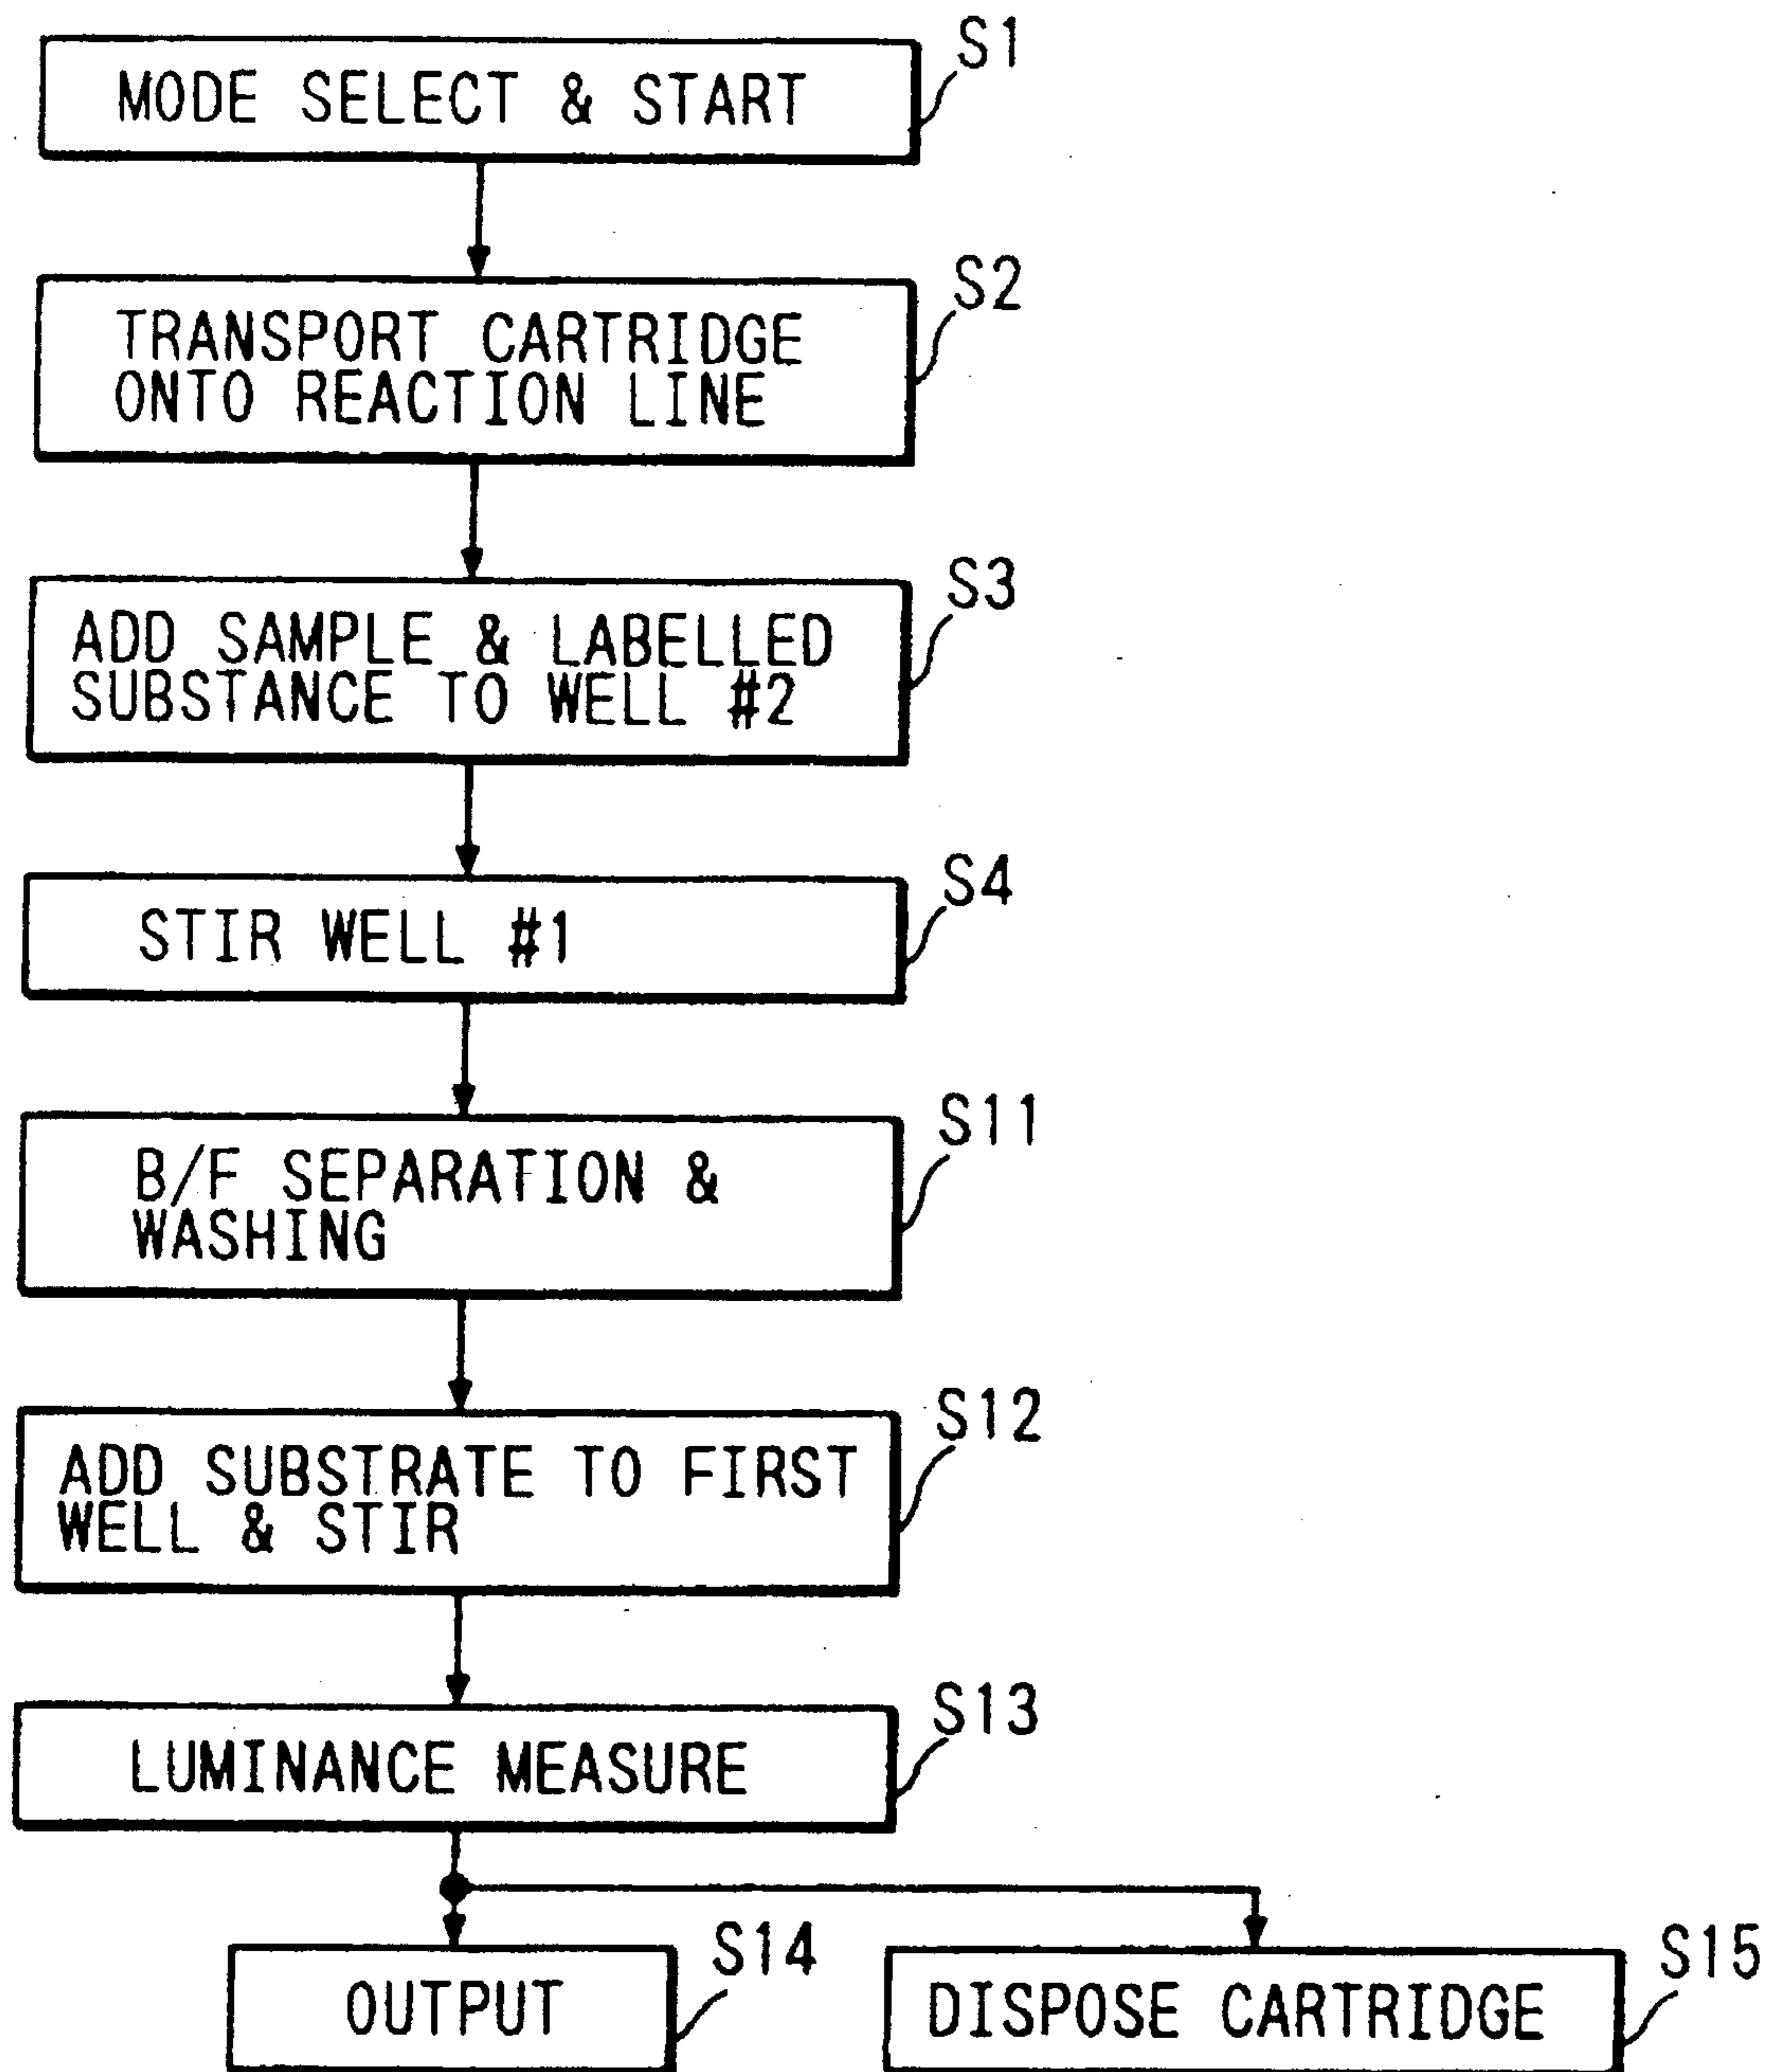 MODE SELECT & START
S1
TRANSPORT CARTRIDGE
ONTO REACTION LINE
S2
ADD SAMPLE & LABELLED
SUBSTANCE TO WELL #2
S3
STIR WELL #1
S4
B/F SEPARATION &
WASHING
S11
ADD SUBSTRATE TO FIRST
WELL & STIR
S12
LUMINANCE MEASURE
S13
OUTPUT
S14
DISPOSE CARTRIDGE
S15